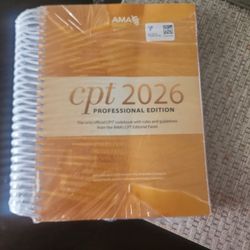 AMA
cpt 2026
PROFESSIONAL EDITION
The only official CPT® codebook with rules and guidelines
from the AMA's CPT Editorial Panel